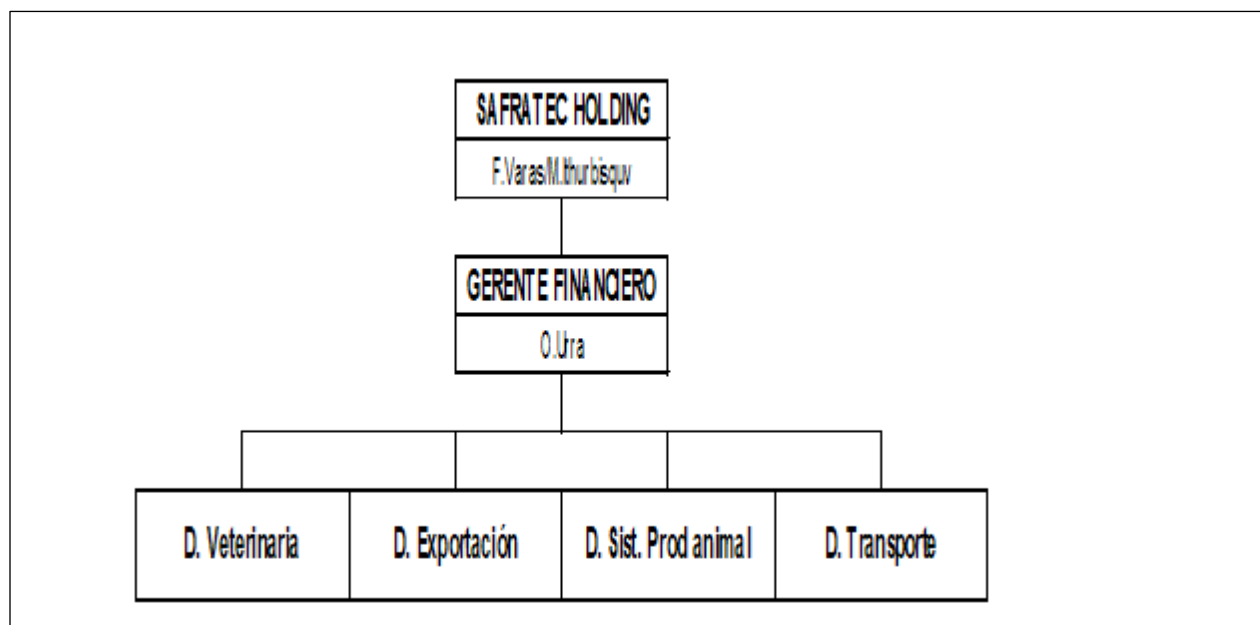 SAFRATEC HOLDING
F.Varas/M.Ithurbisquy
GERENTE FINANCIERO
O.Urra
D. Veterinaria
D. Exportación
D. Sist. Prod animal
D. Transporte